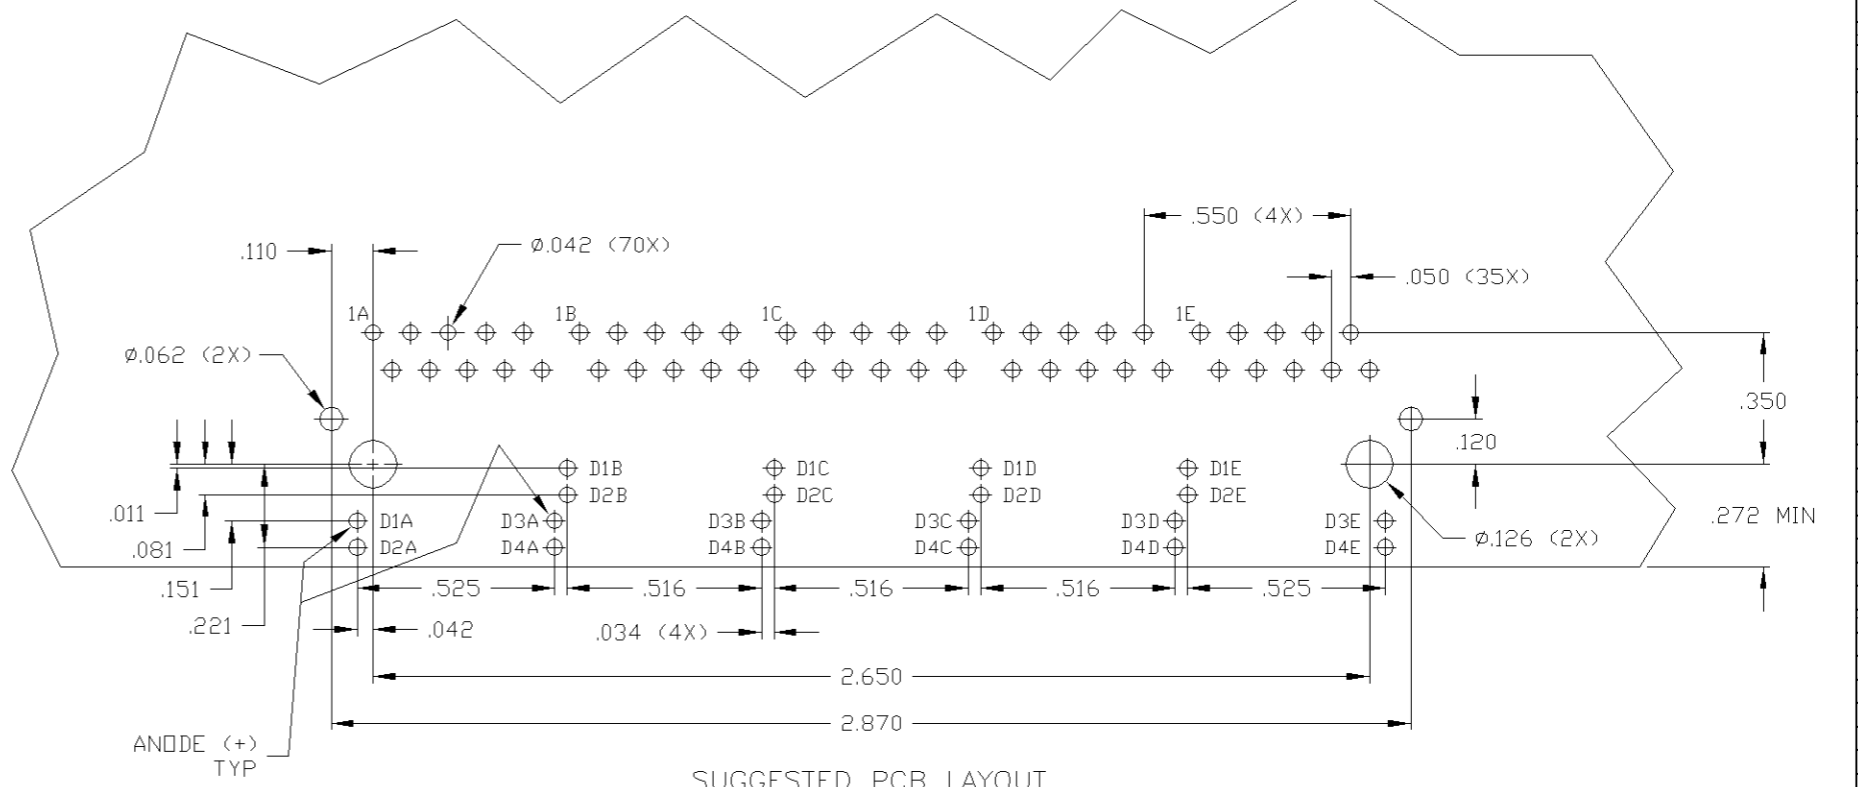 .550 (4X)
.110
Ø.042 (70X)
.050 (35X)
1A
1B
1C
1D
1E
Ø.062 (2X)
.350
.120
D1B
D1C
D1D
D1E
D2B
D2C
D2D
D2E
.011
D1A
D3A
D3B
D3C
D3D
D3E
.272 MIN
.081
D2A
D4A
D4B
D4C
D4D
D4E
Ø.126 (2X)
.151
.525
.516
.516
.516
.525
.221
.042
.034 (4X)
2.650
2.870
ANODE (+)
TYP
SUGGESTED PCB LAYOUT